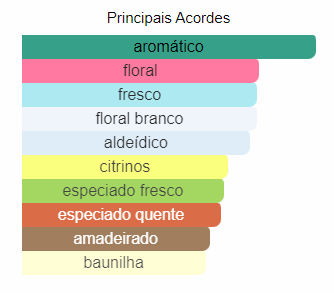 Principais Acordes
aromático
floral
fresco
floral branco
aldeídico
citrinos
especiado fresco
especiado quente
amadeirado
baunilha